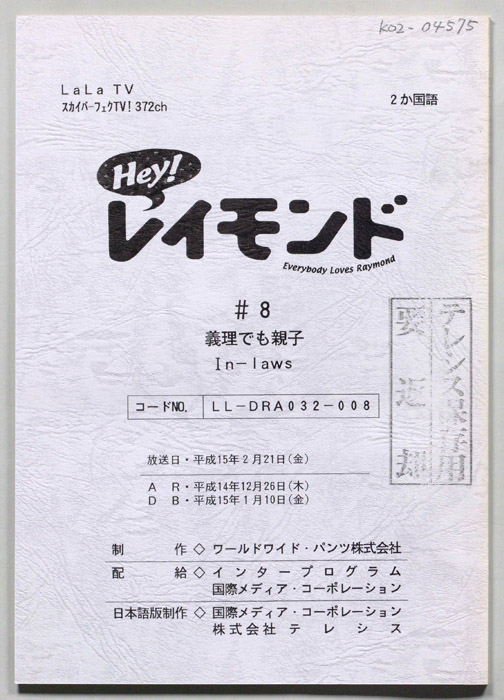 K02-04575
LaLa TV
スカイパーフェクTV! 372ch
2か国語
Hey!
レイモンド
Everybody Loves Raymond
#8
義理でも親子
In-laws
コードNO. LL-DRA032-008
放送日・平成15年2月21日(金)
AR・平成14年12月26日(木)
DB・平成15年1月10日(金)
制作◇ワールドワイド・パンツ株式会社
配給◇インタープログラム
国際メディア・コーポレーション
日本語版制作◇国際メディア・コーポレーション
株式会社テレシス
テレシス保存用
要返却